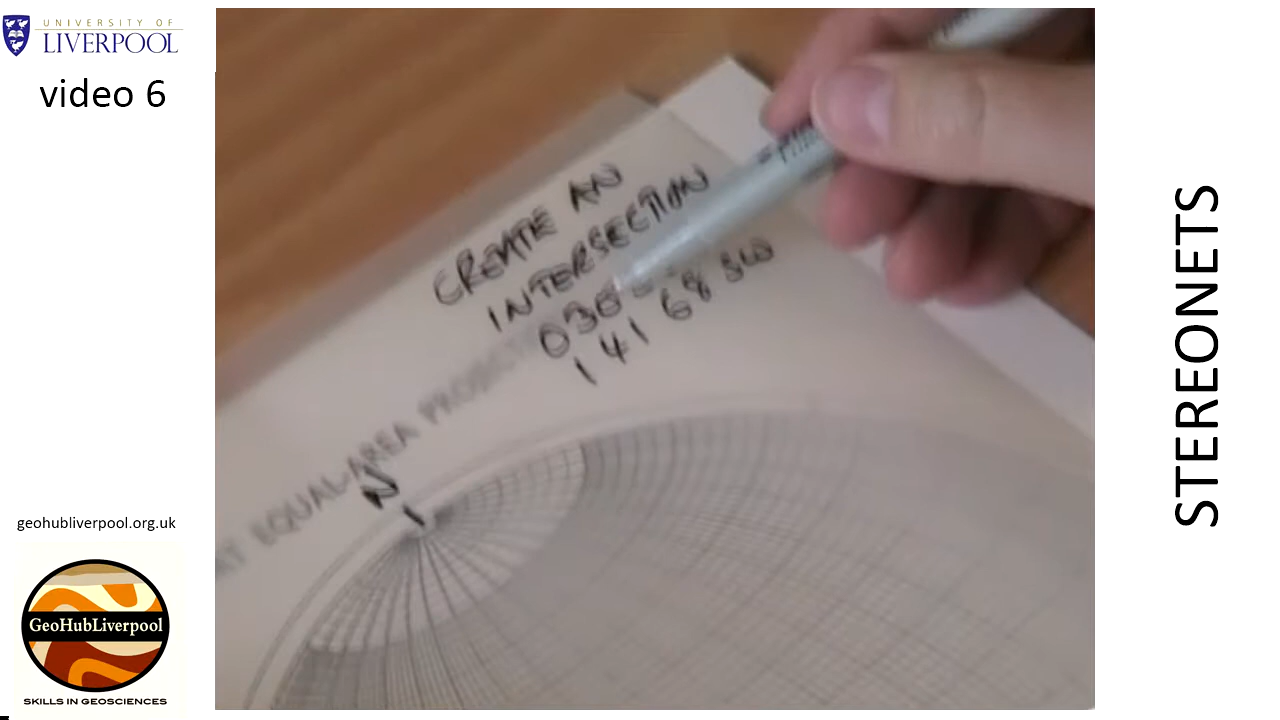 UNIVERSITY OF
LIVERPOOL
video 6
CREATE AN
INTERSECTION
141 68 SW
EQUAL-AREA
N
STEREONETS
geohubliverpool.org.uk
GeoHubLiverpool
SKILLS IN GEOSCIENCES